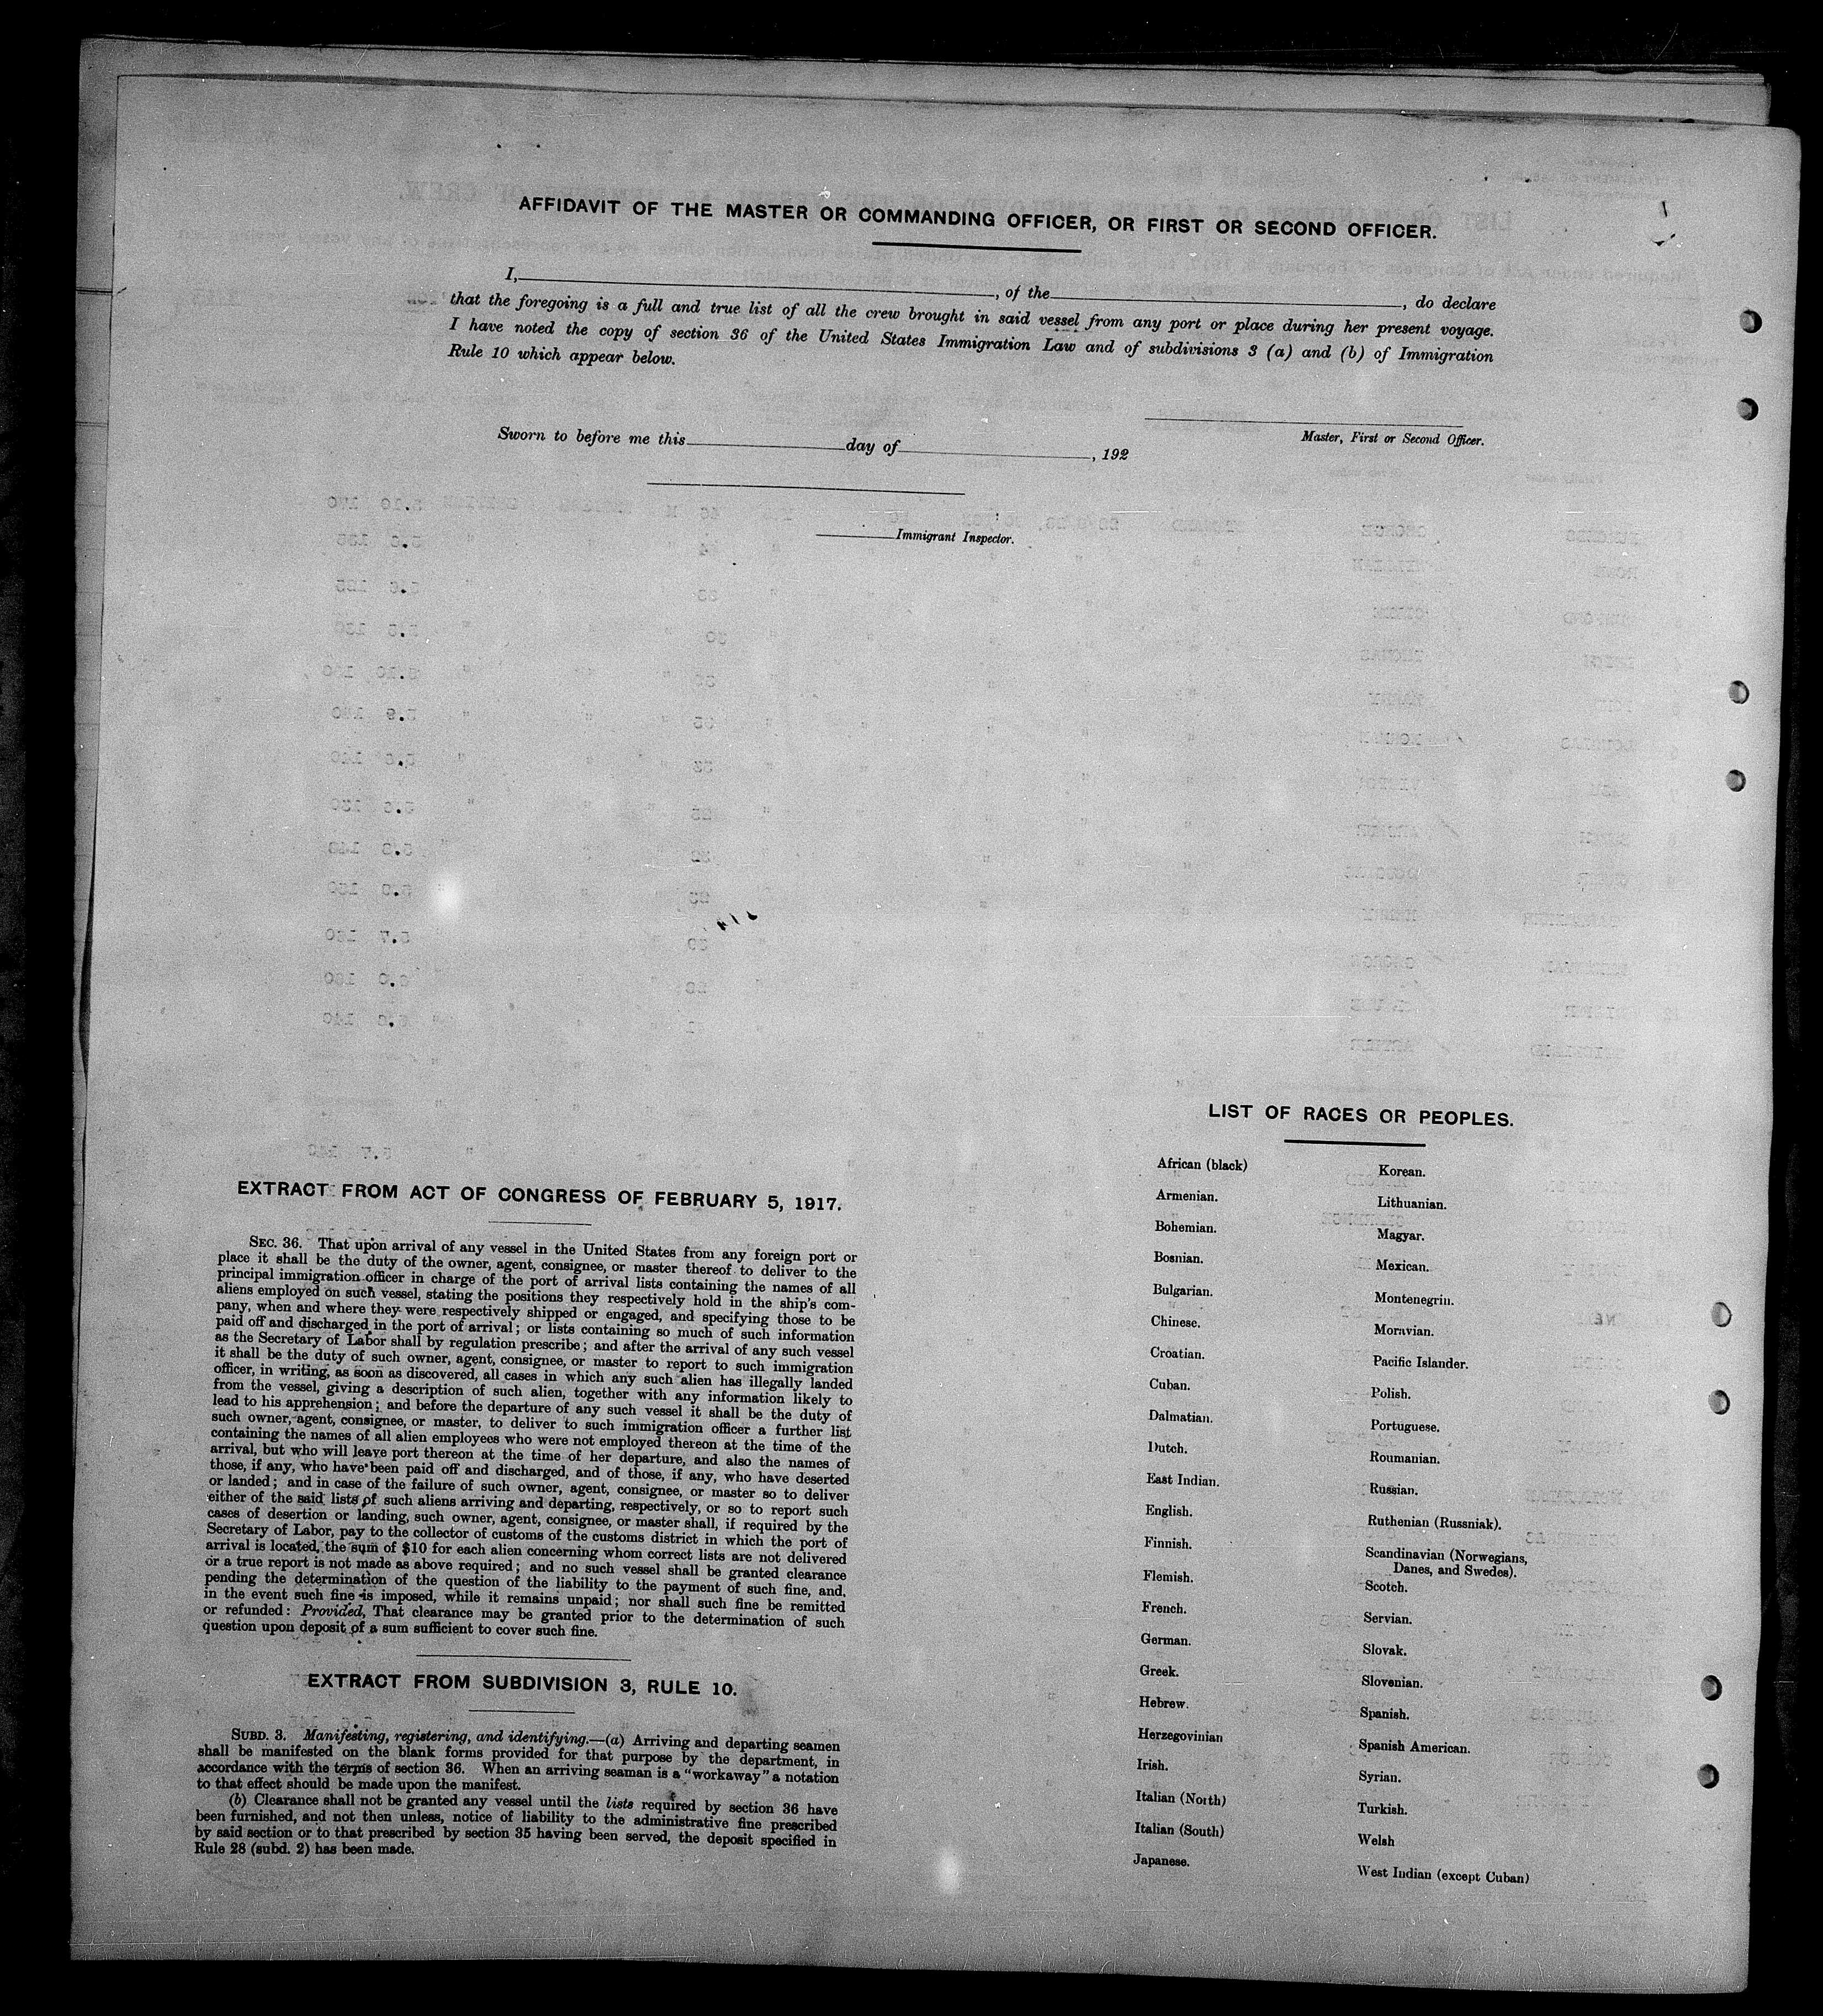 AFFIDAVIT OF THE MASTER OR COMMANDING OFFICER, OR FIRST OR SECOND OFFICER.
I, , of the , do declare
that the foregoing is a full and true list of all the crew brought in said vessel from any port or place during her present voyage.
I have noted the copy of section 36 of the United States Immigration Law and of subdivisions 3 (a) and (b) of Immigration
Rule 10 which appear below.
Master, First or Second Officer.
Sworn to before me this day of , 192
Immigrant Inspector.
EXTRACT FROM ACT OF CONGRESS OF FEBRUARY 5, 1917.
SEC. 36. That upon arrival of any vessel in the United States from any foreign port or
place it shall be the duty of the owner, agent, consignee, or master thereof to deliver to the
principal immigration officer in charge of the port of arrival lists containing the names of all
aliens employed on such vessel, stating the positions they respectively hold in the ship's com-
pany, when and where they were respectively shipped or engaged, and specifying those to be
paid off and discharged in the port of arrival; or lists containing so much of such information
as the Secretary of Labor shall by regulation prescribe; and after the arrival of any such vessel
it shall be the duty of such owner, agent, consignee, or master to report to such immigration
officer, in writing, as soon as discovered, all cases in which any such alien has illegally landed
from the vessel, giving a description of such alien, together with any information likely to
lead to his apprehension; and before the departure of any such vessel it shall be the duty of
such owner, agent, consignee, or master, to deliver to such immigration officer a further list
containing the names of all alien employees who were not employed thereon at the time of the
arrival, but who will leave port thereon at the time of her departure, and also the names of
those, if any, who have been paid off and discharged, and of those, if any, who have deserted
or landed; and in case of the failure of such owner, agent, consignee, or master so to deliver
either of the said lists of such aliens arriving and departing, respectively, or so to report such
cases of desertion or landing, such owner, agent, consignee, or master shall, if required by the
Secretary of Labor, pay to the collector of customs of the customs district in which the port of
arrival is located, the sum of $10 for each alien concerning whom correct lists are not delivered
or a true report is not made as above required; and no such vessel shall be granted clearance
pending the determination of the question of the liability to the payment of such fine, and,
in the event such fine is imposed, while it remains unpaid; nor shall such fine be remitted
or refunded: Provided, That clearance may be granted prior to the determination of such
question upon deposit of a sum sufficient to cover such fine.
EXTRACT FROM SUBDIVISION 3, RULE 10.
SUBD. 3. Manifesting, registering, and identifying.—(a) Arriving and departing seamen
shall be manifested on the blank forms provided for that purpose by the department, in
accordance with the terms of section 36. When an arriving seaman is a "workaway" a notation
to that effect should be made upon the manifest.
(b) Clearance shall not be granted any vessel until the lists required by section 36 have
been furnished, and not then unless, notice of liability to the administrative fine prescribed
by said section or to that prescribed by section 35 having been served, the deposit specified in
Rule 28 (subd. 2) has been made.
LIST OF RACES OR PEOPLES.
African (black)
Armenian.
Bohemian.
Bosnian.
Bulgarian.
Chinese.
Croatian.
Cuban.
Dalmatian.
Dutch.
East Indian.
English.
Finnish.
Flemish.
French.
German.
Greek.
Hebrew.
Herzegovinian
Irish.
Italian (North)
Italian (South)
Japanese.
Korean.
Lithuanian.
Magyar.
Mexican.
Montenegrin.
Moravian.
Pacific Islander.
Polish.
Portuguese.
Roumanian.
Russian.
Ruthenian (Russniak).
Scandinavian (Norwegians,
Danes, and Swedes).
Scotch.
Servian.
Slovak.
Slovenian.
Spanish.
Spanish American.
Syrian.
Turkish.
Welsh
West Indian (except Cuban)